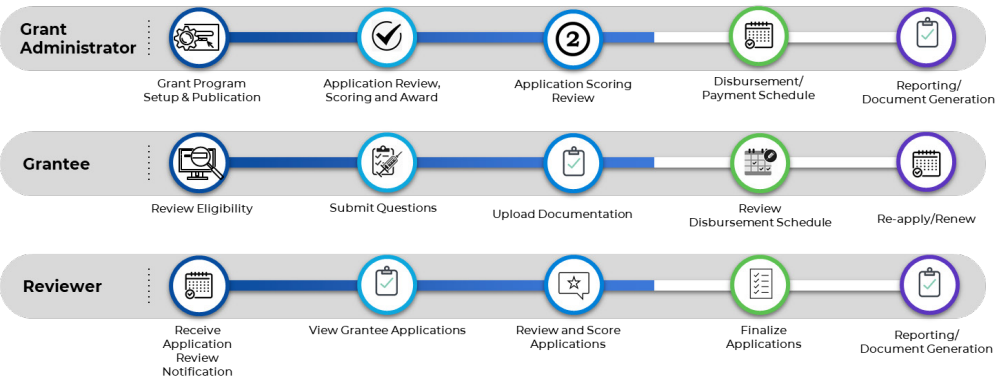 Grant
Administrator
2
Grant Program
Setup & Publication
Application Review,
Scoring and Award
Application Scoring
Review
Disbursement/
Payment Schedule
Reporting/
Document Generation
Grantee
Review Eligibility
Submit Questions
Upload Documentation
Review
Disbursement Schedule
Re-apply/Renew
Reviewer
Receive
Application
Review
Notification
View Grantee Applications
Review and Score
Applications
Finalize
Applications
Reporting/
Document Generation